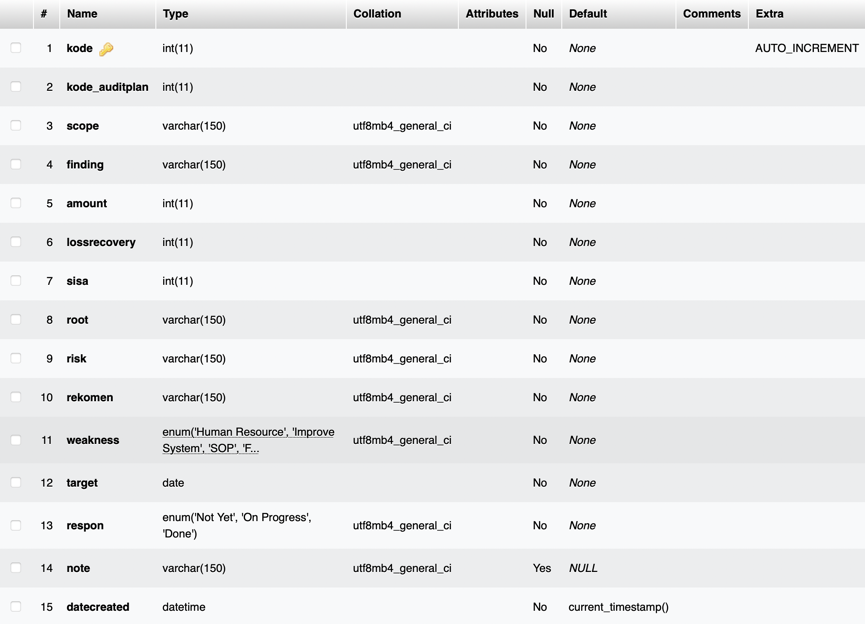 # Name Type Collation Attributes Null Default Comments Extra
1 kode int(11) No None AUTO_INCREMENT
2 kode_auditplan int(11) No None
3 scope varchar(150) utf8mb4_general_ci No None
4 finding varchar(150) utf8mb4_general_ci No None
5 amount int(11) No None
6 lossrecovery int(11) No None
7 sisa int(11) No None
8 root varchar(150) utf8mb4_general_ci No None
9 risk varchar(150) utf8mb4_general_ci No None
10 rekomen varchar(150) utf8mb4_general_ci No None
11 weakness enum('Human Resource', 'Improve utf8mb4_general_ci No None
System', 'SOP', 'F...
12 target date No None
13 respon enum('Not Yet', 'On Progress', utf8mb4_general_ci No None
'Done')
14 note varchar(150) utf8mb4_general_ci Yes NULL
15 datecreated datetime No current_timestamp()